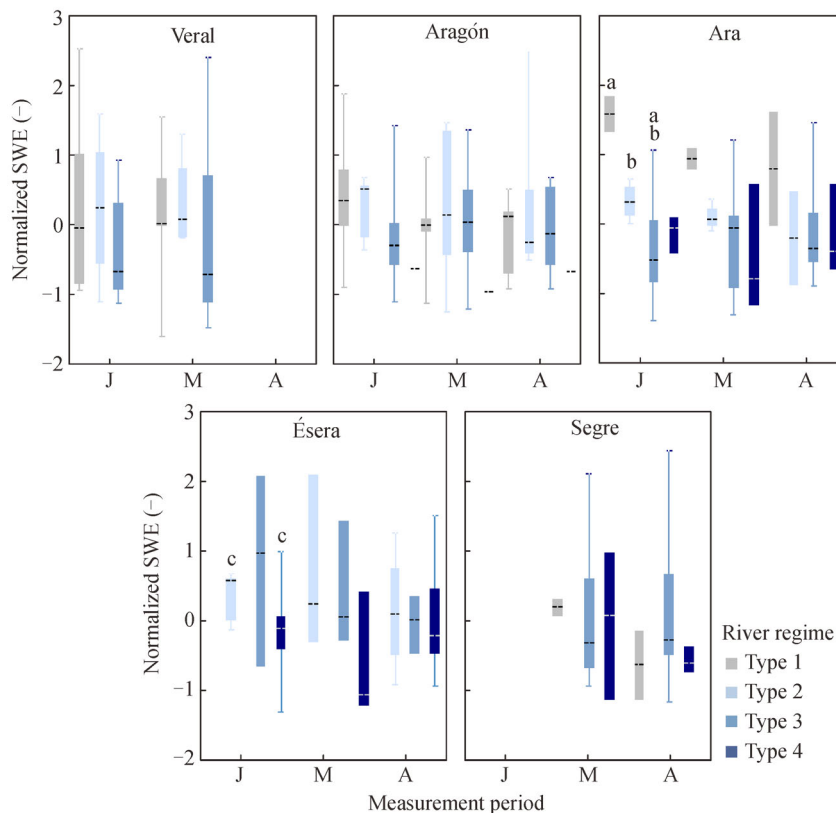 Veral
Aragón
Ara
Normalized SWE (−)
3
2
1
0
−1
−2
a
b
a
b
J
M
A
J
M
A
J
M
A
Ésera
Segre
Normalized SWE (−)
3
2
1
0
−1
−2
c
c
J
M
A
J
M
A
Measurement period
River regime
Type 1
Type 2
Type 3
Type 4